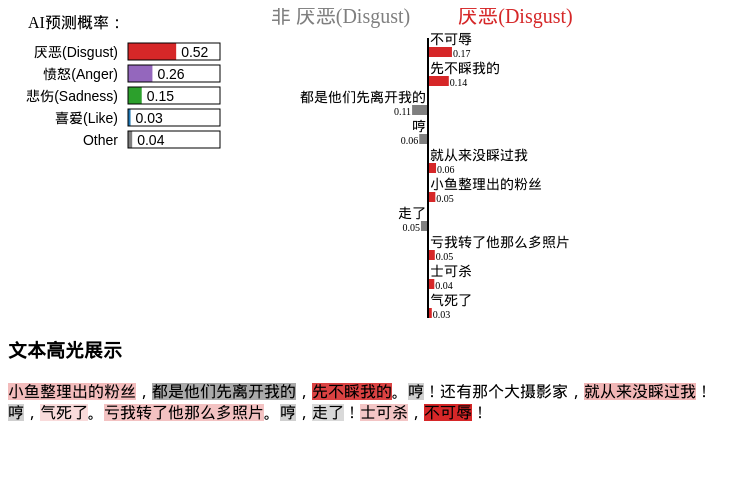 AI预测概率：
厌恶(Disgust) 0.52
愤怒(Anger) 0.26
悲伤(Sadness) 0.15
喜爱(Like) 0.03
Other 0.04
非 厌恶(Disgust) 厌恶(Disgust)
不可辱
0.17
先不睬我的
0.14
都是他们先离开我的
0.11
哼
0.06
就从来没睬过我
0.06
小鱼整理出的粉丝
0.05
走了
0.05
亏我转了他那么多照片
0.05
士可杀
0.04
气死了
0.03
文本高光展示
小鱼整理出的粉丝，都是他们先离开我的，先不睬我的。哼！还有那个大摄影家，就从来没睬过我！
哼，气死了。亏我转了他那么多照片。哼，走了！士可杀，不可辱！